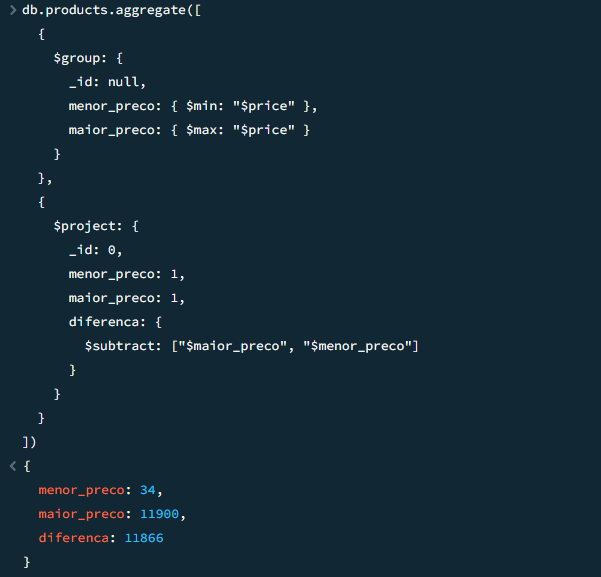 db.products.aggregate([
  {
    $group: {
      _id: null,
      menor_preco: { $min: "$price" },
      maior_preco: { $max: "$price" }
    }
  },
  {
    $project: {
      _id: 0,
      menor_preco: 1,
      maior_preco: 1,
      diferenca: {
        $subtract: ["$maior_preco", "$menor_preco"]
      }
    }
  }
])
{
  menor_preco: 34,
  maior_preco: 11900,
  diferenca: 11866
}